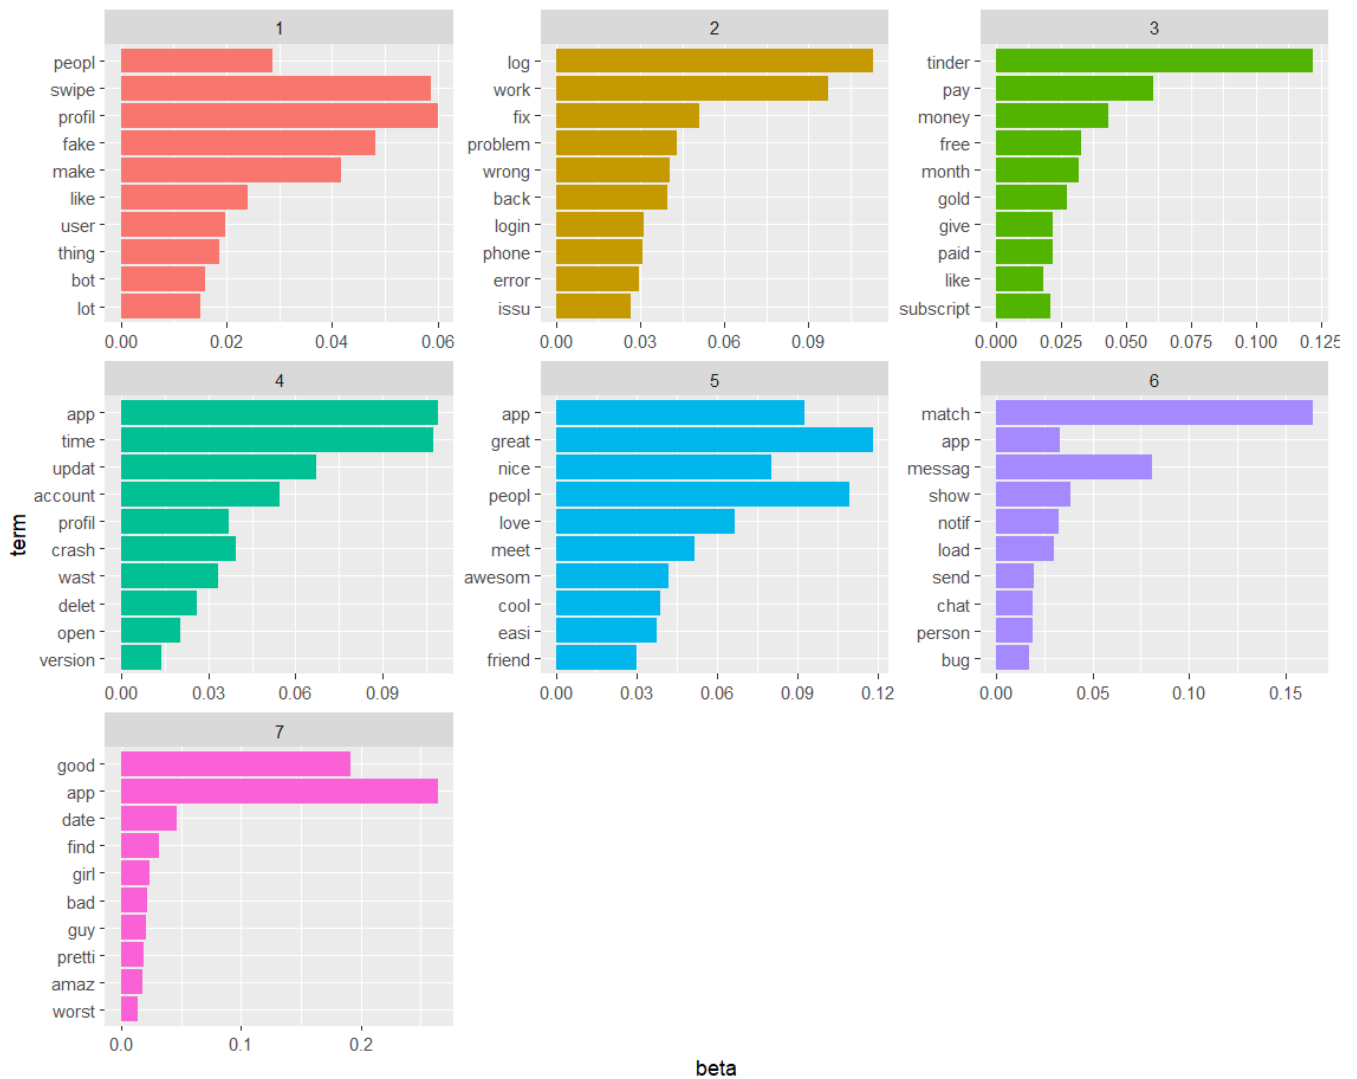 1
peopl
swipe
profil
fake
make
like
user
thing
bot
lot
0.00 0.02 0.04 0.06
2
log
work
fix
problem
wrong
back
login
phone
error
issu
0.00 0.03 0.06 0.09
3
tinder
pay
money
free
month
gold
give
paid
like
subscript
0.000 0.025 0.050 0.075 0.100 0.125
4
app
time
updat
account
profil
crash
wast
delet
open
version
0.00 0.03 0.06 0.09
5
app
great
nice
peopl
love
meet
awesom
cool
easi
friend
0.00 0.03 0.06 0.09 0.12
6
match
app
messag
show
notif
load
send
chat
person
bug
0.00 0.05 0.10 0.15
7
good
app
date
find
girl
bad
guy
pretti
amaz
worst
0.0 0.1 0.2
term
beta